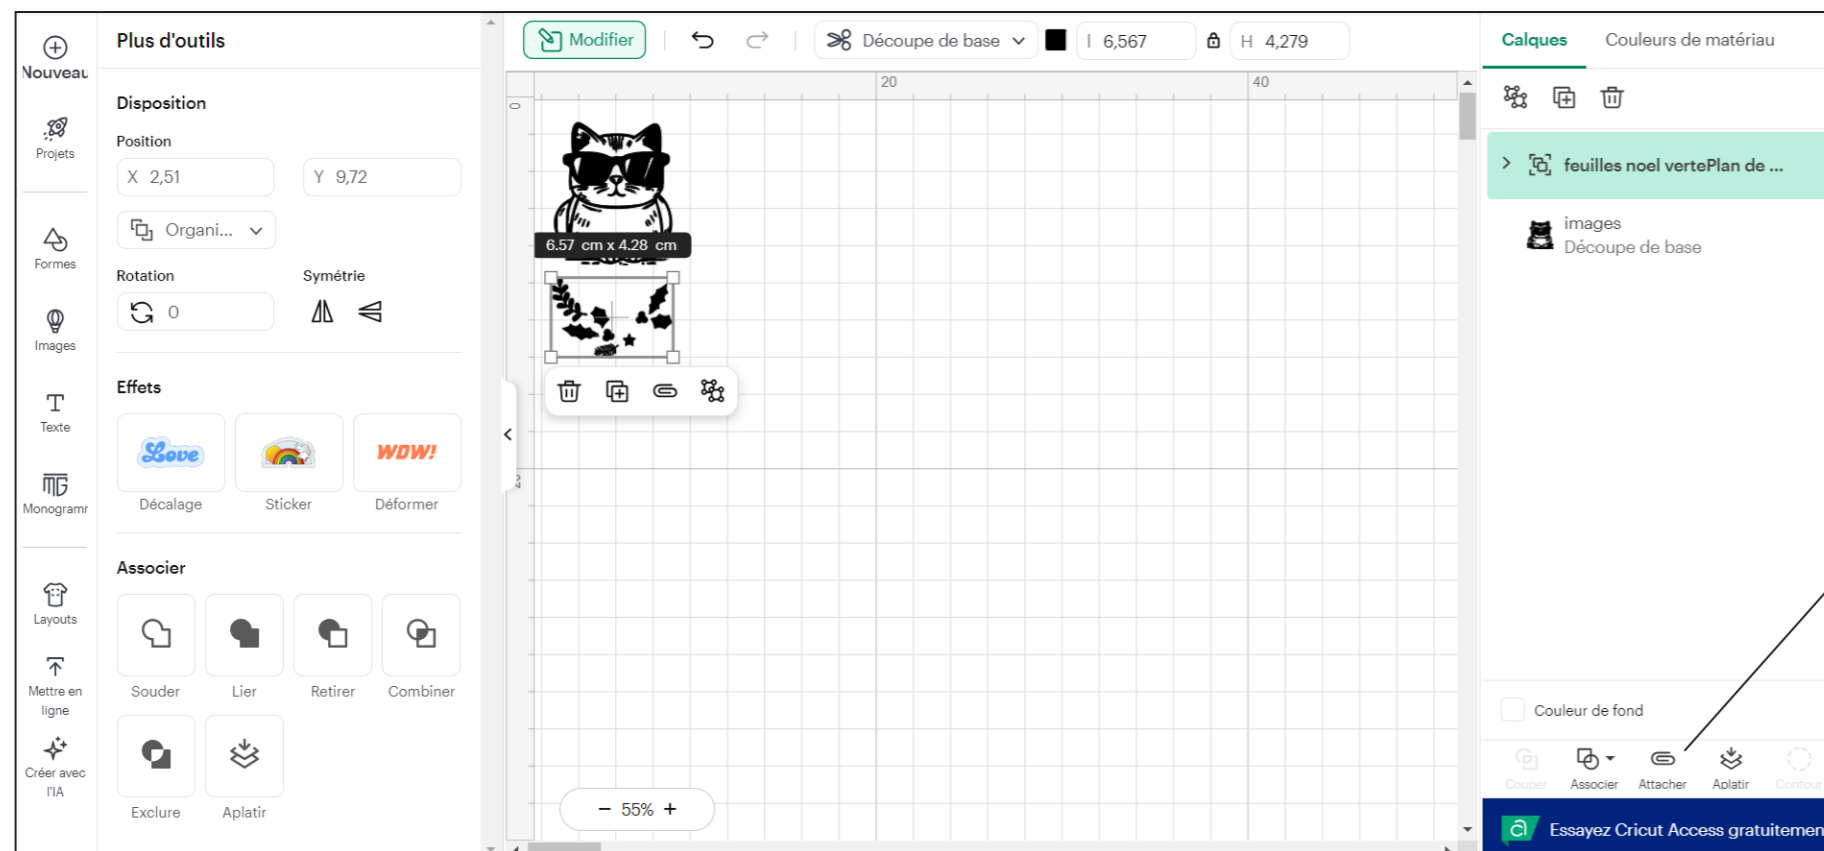 Nouveau
Projets
Formes
Images
Texte
Monogramr
Layouts
Mettre en
ligne
Créer avec
l'IA
Plus d'outils
Disposition
Position
X 2,51
Y 9,72
Organi...
Rotation
Symétrie
0
Effets
Love
WOW!
Décalage
Sticker
Déformer
Associer
Souder
Lier
Retirer
Combiner
Exclure
Aplatir
Modifier
Découpe de base
l 6,567
H 4,279
20
40
0
20
6.57 cm x 4.28 cm
− 55% +
Calques
Couleurs de matériau
feuilles noel vertePlan de ...
images
Découpe de base
Couleur de fond
Couper
Associer
Attacher
Aplatir
Contour
Essayez Cricut Access gratuitemen